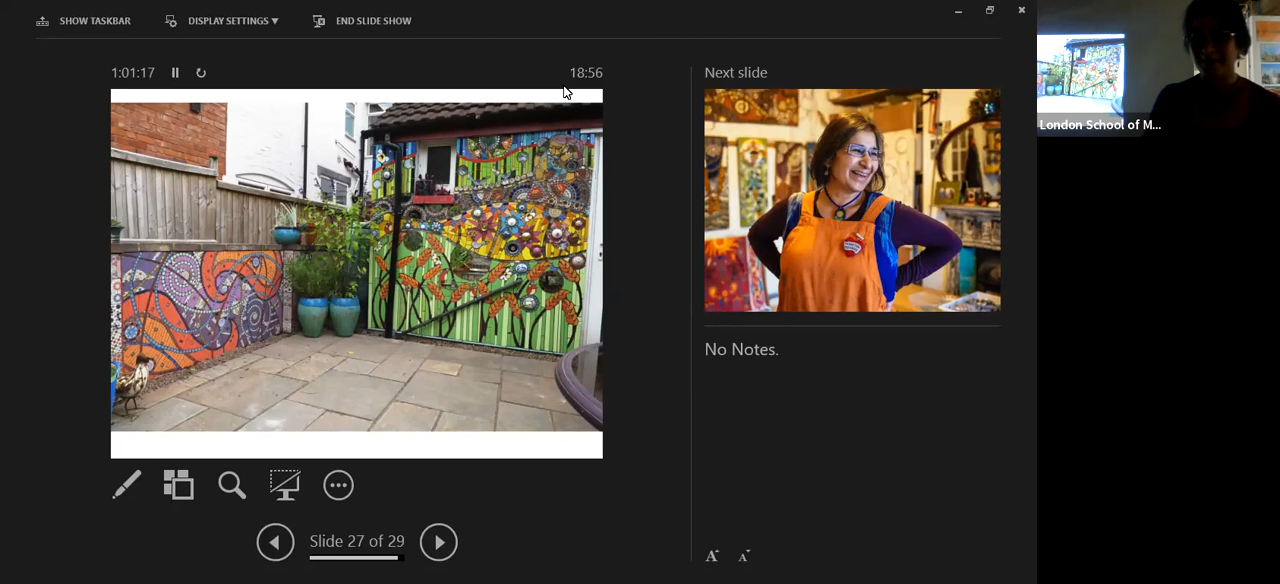 SHOW TASKBAR
DISPLAY SETTINGS ▼
END SLIDE SHOW
1:01:17
18:56
Next slide
London School of M...
No Notes.
Slide 27 of 29
A
A